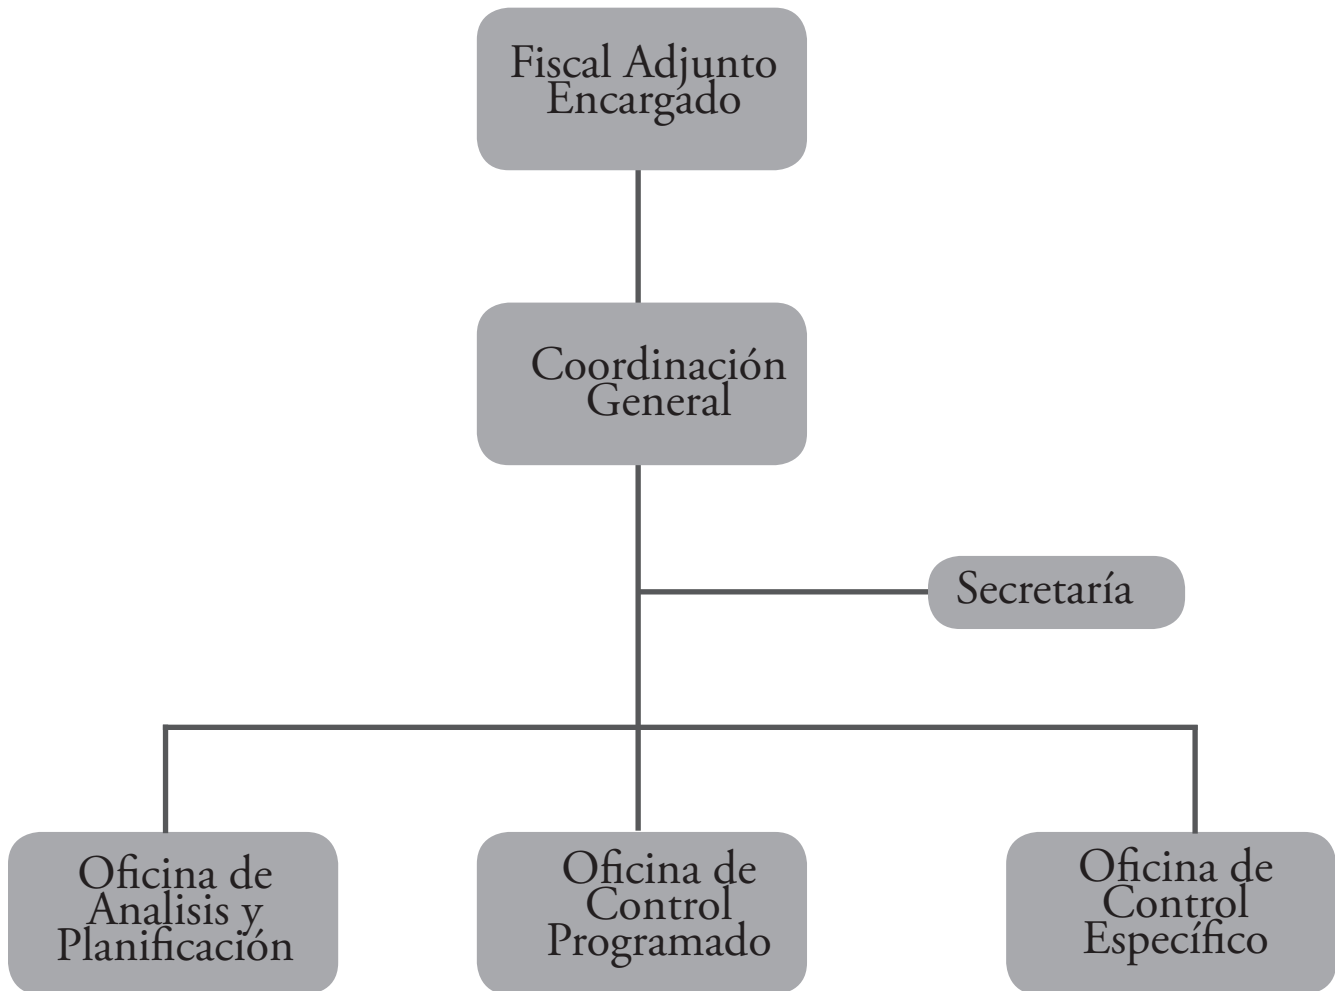 Fiscal Adjunto
Encargado
Coordinación
General
Secretaría
Oficina de
Analisis y
Planificación
Oficina de
Control
Programado
Oficina de
Control
Específico